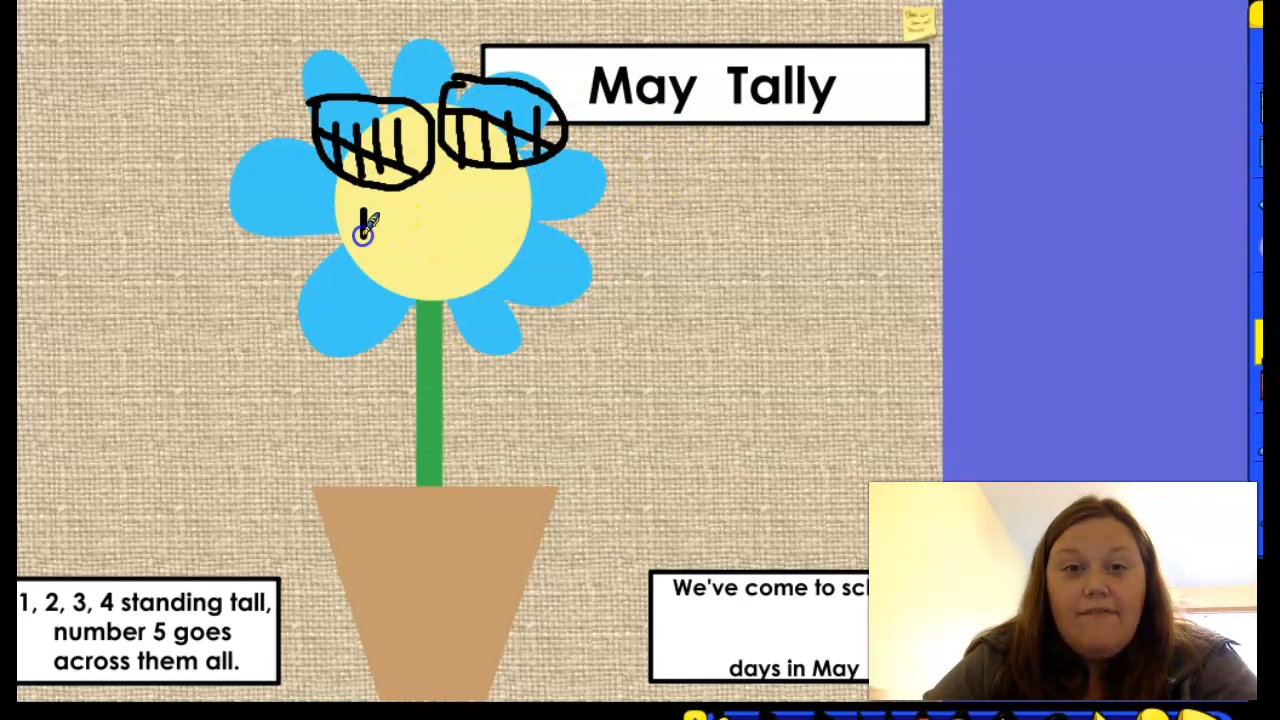 May Tally
1, 2, 3, 4 standing tall,
number 5 goes
across them all.
We've come to
days in May